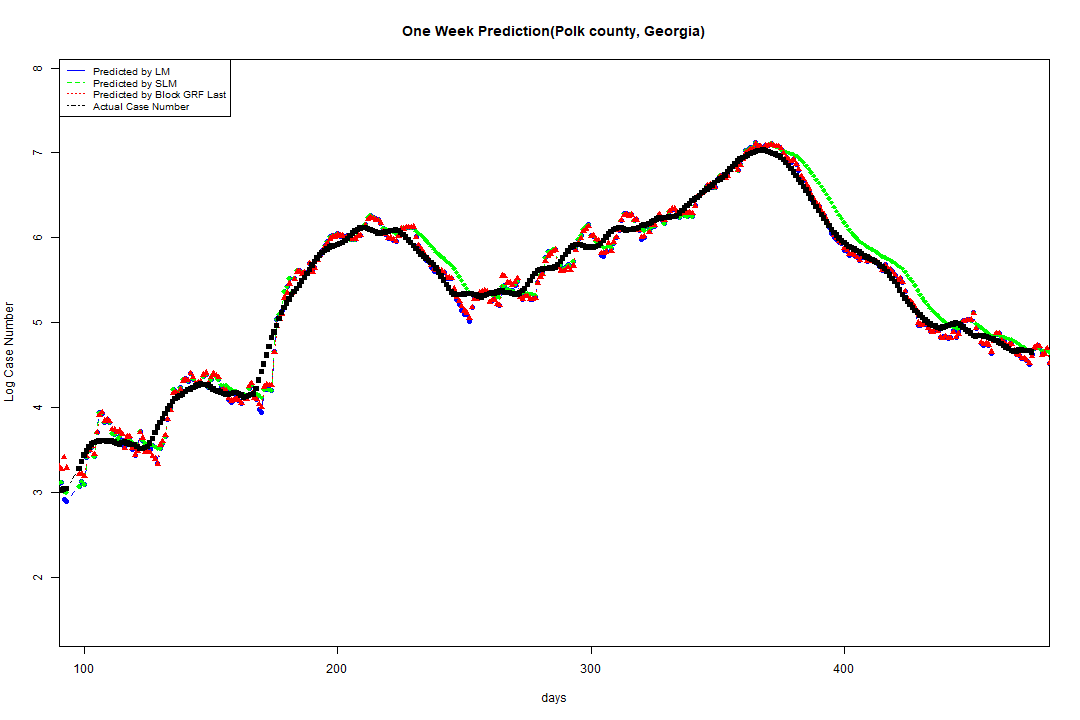 One Week Prediction(Polk county, Georgia)
Predicted by LM
Predicted by SLM
Predicted by Block GRF Last
Actual Case Number
8
7
6
5
4
3
2
Log Case Number
100 200 300 400
days